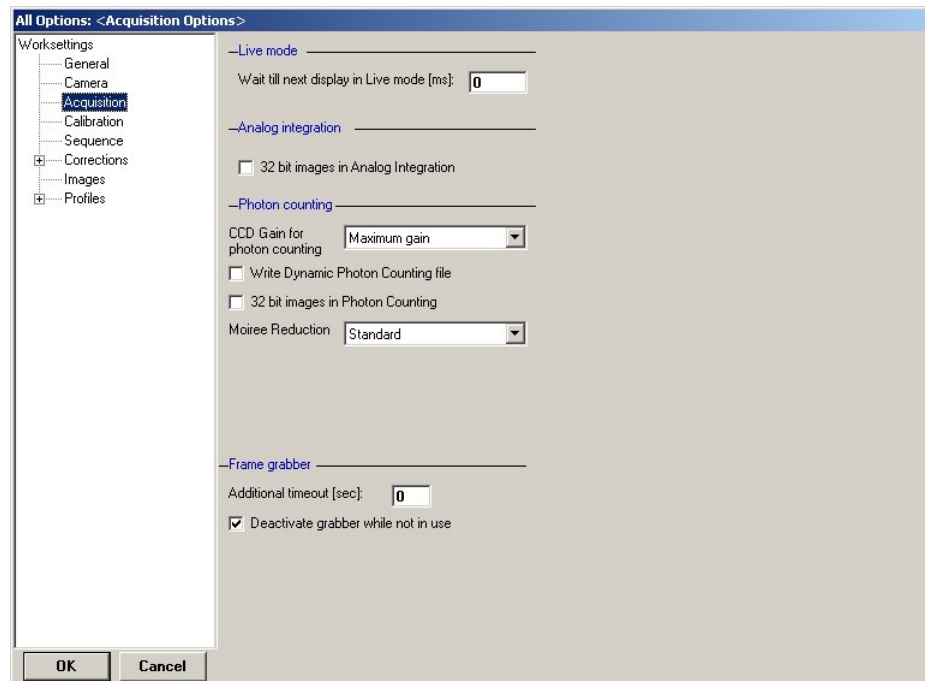 All Options: <Acquisition Options>
Worksettings
General
Camera
Acquisition
Calibration
Sequence
Corrections
Images
Profiles
Live mode
Wait till next display in Live mode [ms]: 0
Analog integration
32 bit images in Analog Integration
Photon counting
CCD Gain for
photon counting
Maximum gain
Write Dynamic Photon Counting file
32 bit images in Photon Counting
Moiree Reduction Standard
Frame grabber
Additional timeout [sec]: 0
Deactivate grabber while not in use
OK Cancel